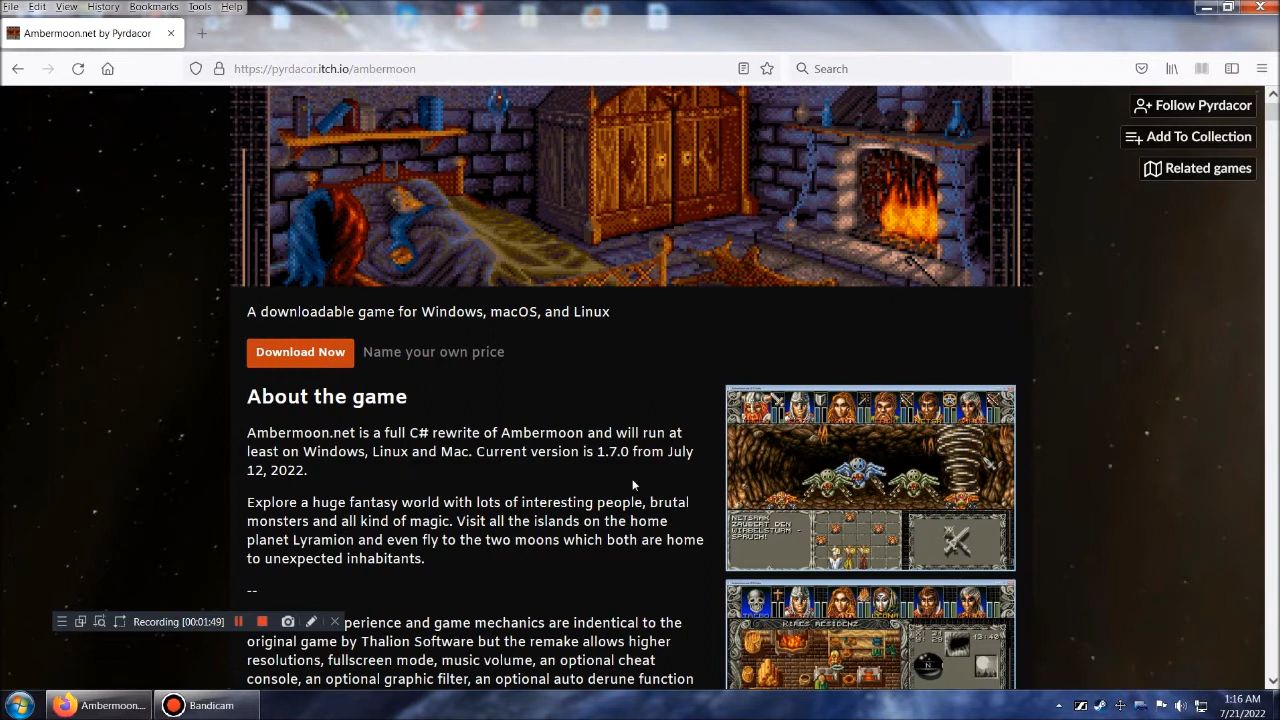 File Edit View History Bookmarks Tools Help
Ambermoon.net by Pyrdacor
https://pyrdacor.itch.io/ambermoon
Search
Follow Pyrdacor
Add To Collection
Related games
A downloadable game for Windows, macOS, and Linux
Download Now Name your own price
About the game
Ambermoon.net is a full C# rewrite of Ambermoon and will run at
least on Windows, Linux and Mac. Current version is 1.7.0 from July
12, 2022.
Explore a huge fantasy world with lots of interesting people, brutal
monsters and all kind of magic. Visit all the islands on the home
planet Lyramion and even fly to the two moons which both are home
to unexpected inhabitants.
--
perience and game mechanics are indentical to the
original game by Thalion Software but the remake allows higher
resolutions, fullscreen mode, music volume, an optional cheat
console, an optional graphic filter, an optional auto derune function
NETSRAK
ZAUBERT DEN
WIRBELSTURM -
SPRUCH!
13:40
Ambermoon....
Bandicam
1:16 AM
7/21/2022